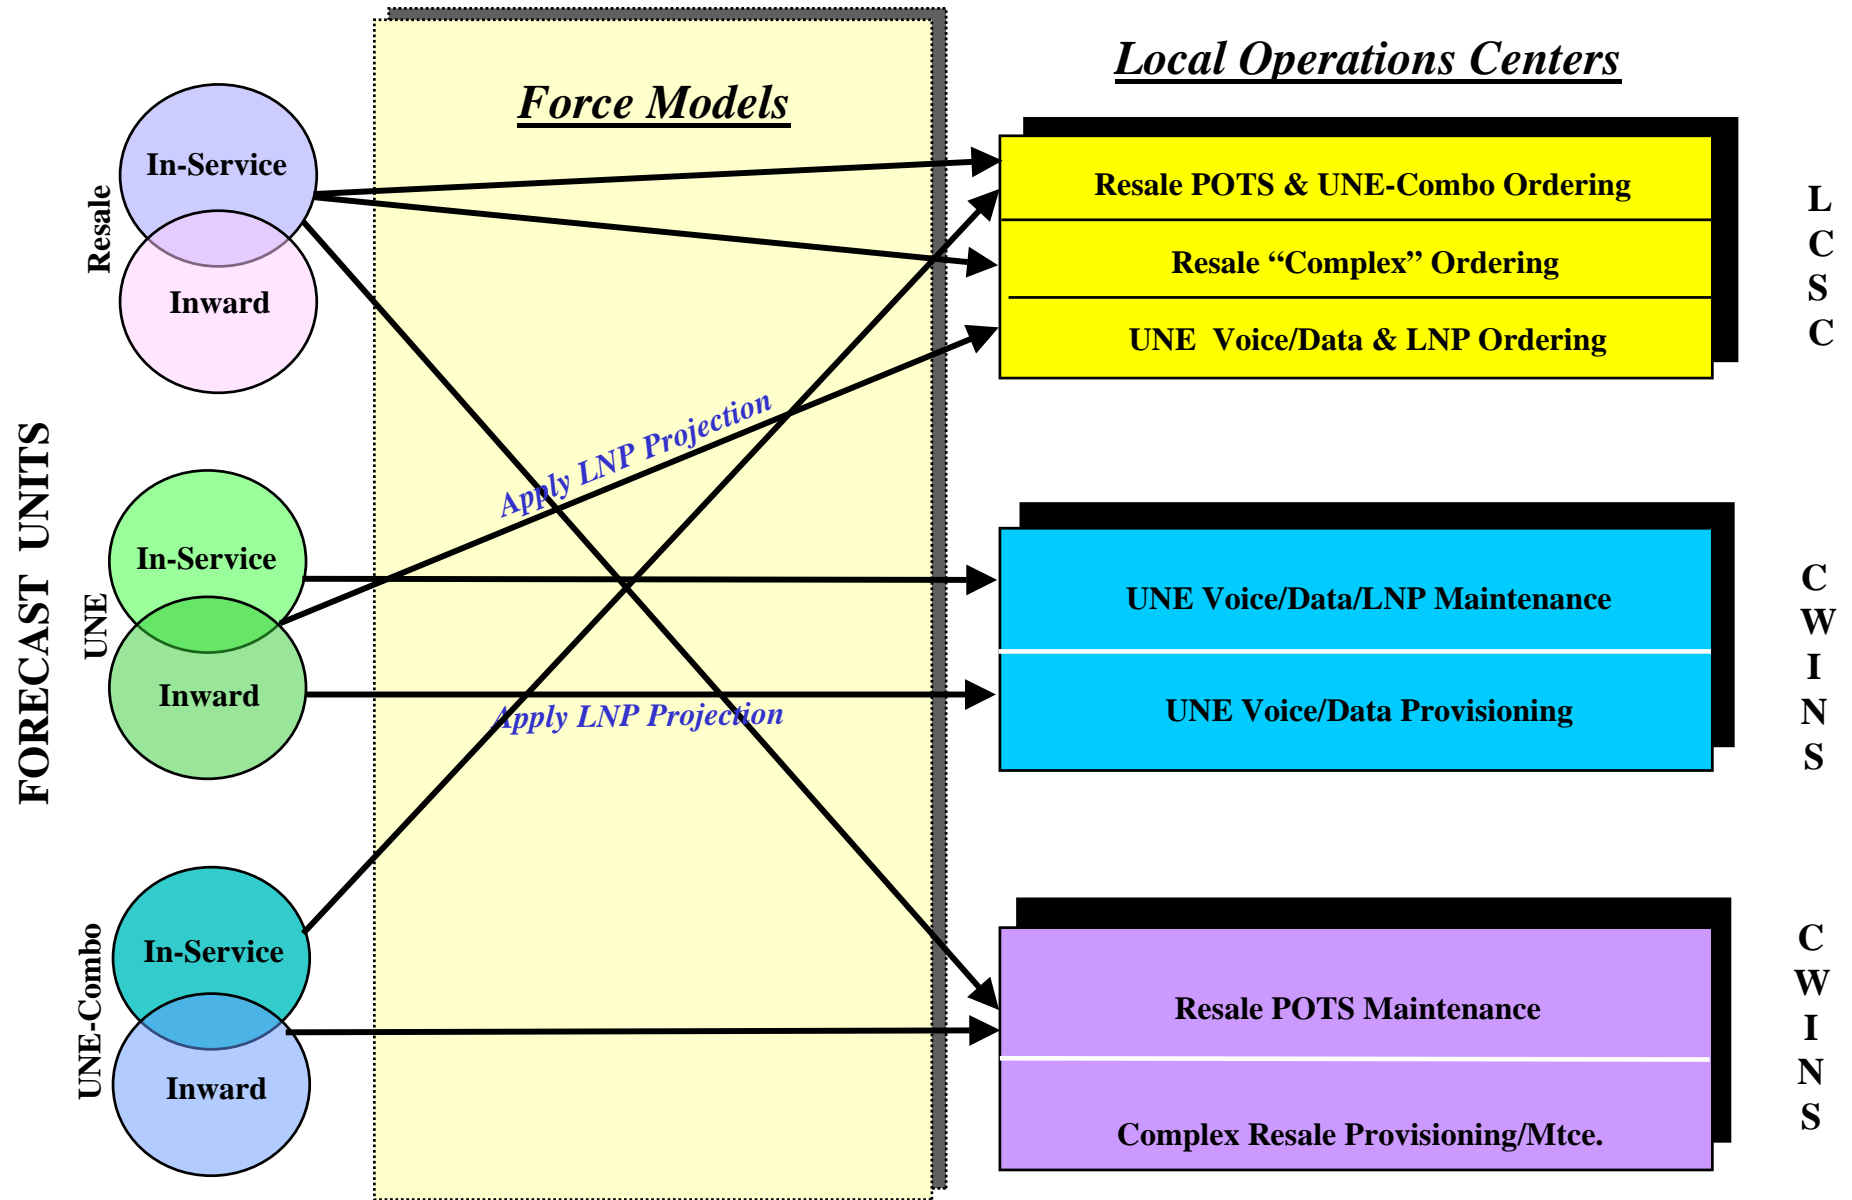 Force Models
Local Operations Centers
FORECAST UNITS
Resale
In-Service
Inward
UNE
In-Service
Inward
UNE-Combo
In-Service
Inward
Apply LNP Projection
Apply LNP Projection
Resale POTS & UNE-Combo Ordering
Resale “Complex” Ordering
UNE Voice/Data & LNP Ordering
L
C
S
C
UNE Voice/Data/LNP Maintenance
UNE Voice/Data Provisioning
C
W
I
N
S
Resale POTS Maintenance
Complex Resale Provisioning/Mtce.
C
W
I
N
S